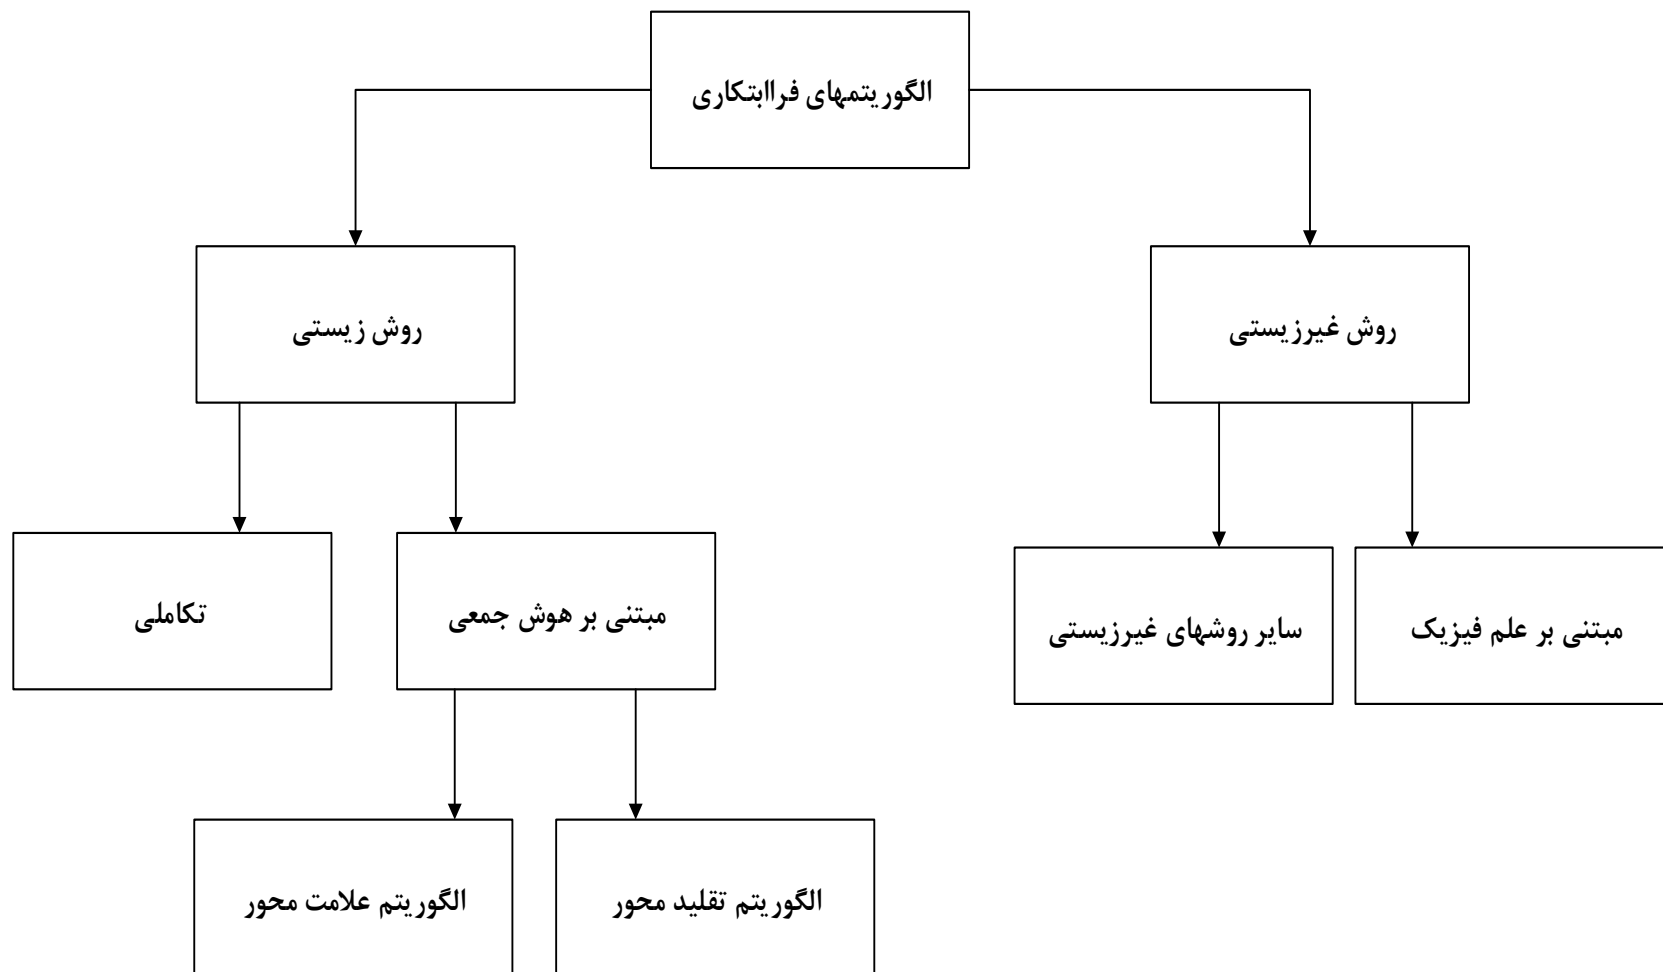 الگوریتمهای فراابتکاری
روش غیرزیستی
روش زیستی
مبتنی بر علم فیزیک
سایر روشهای غیرزیستی
مبتنی بر هوش جمعی
تکاملی
الگوریتم تقلید محور
الگوریتم علامت محور